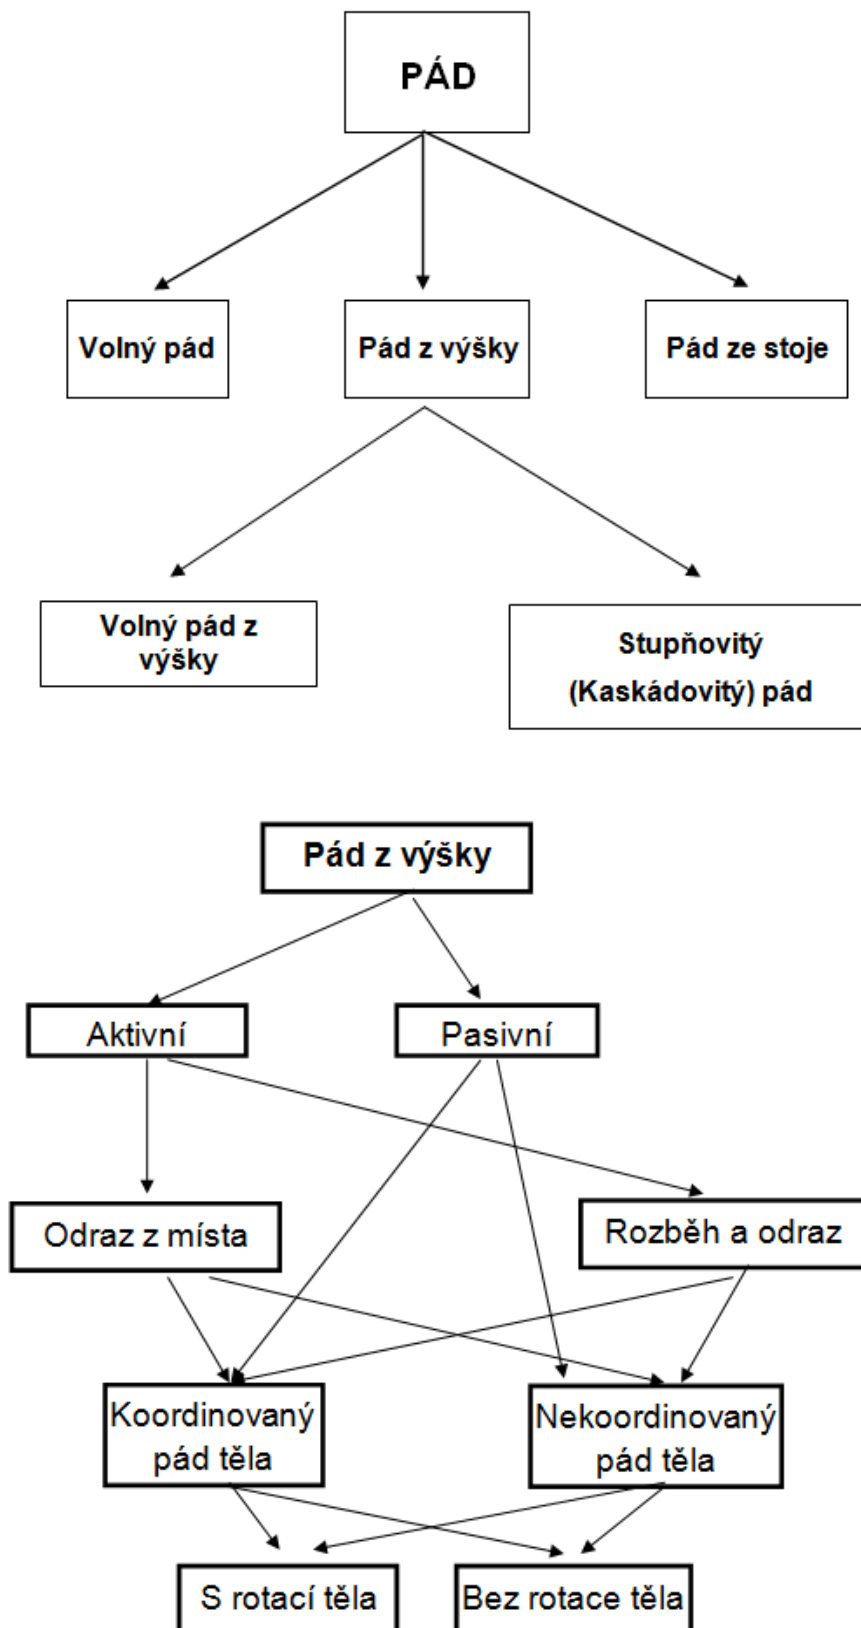 PÁD
Volný pád
Pád z výšky
Pád ze stoje
Volný pád z
výšky
Stupňovitý
(Kaskádovitý) pád
Pád z výšky
Aktivní
Pasivní
Odraz z místa
Rozběh a odraz
Koordinovaný
pád těla
Nekoordinovaný
pád těla
S rotací těla
Bez rotace těla